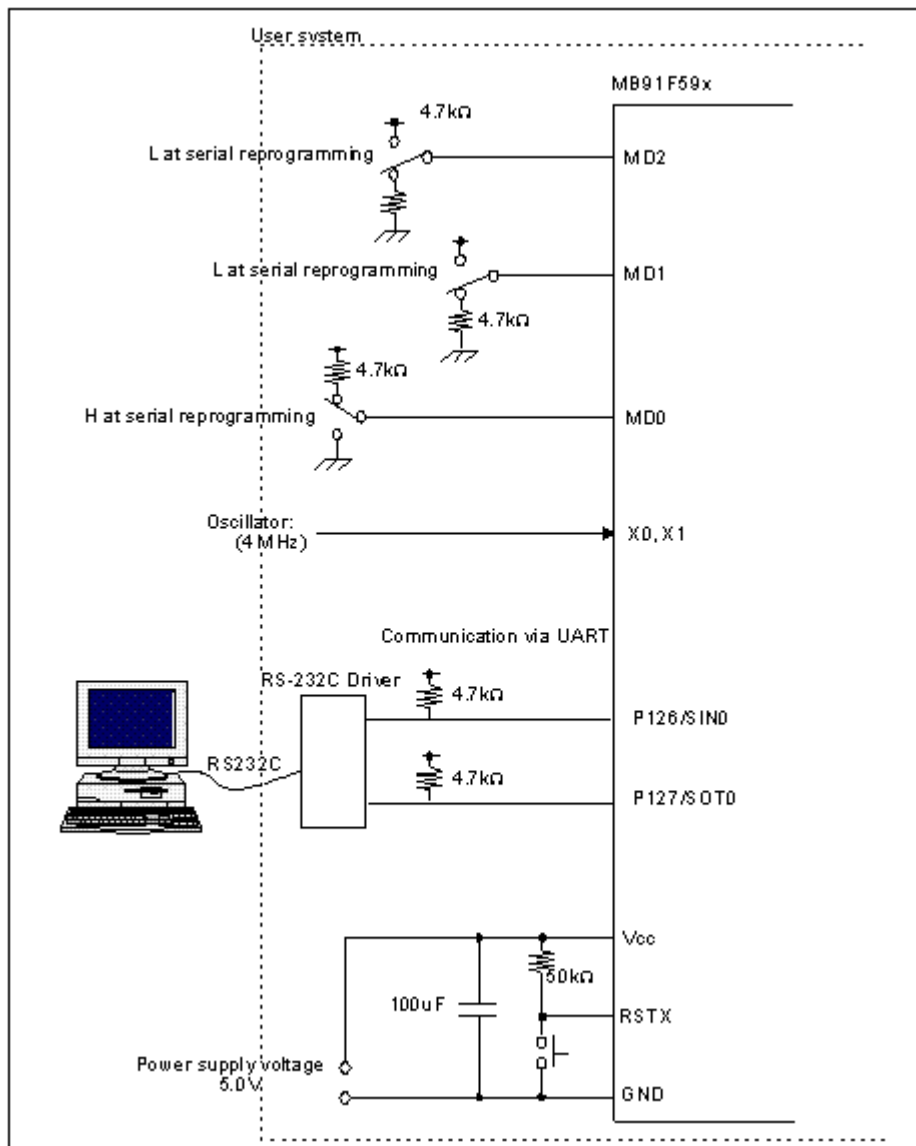 User system
MB91F59x
4.7kΩ
L at serial reprogramming
MD2
L at serial reprogramming
MD1
4.7kΩ
4.7kΩ
H at serial reprogramming
MD0
Oscillator:
(4 MHz)
X0, X1
Communication via UART
RS-232C Driver
4.7kΩ
P126/SIN0
RS232C
4.7kΩ
P127/SOT0
Vcc
50kΩ
100uF
RSTX
Power supply voltage
5.0V
GND